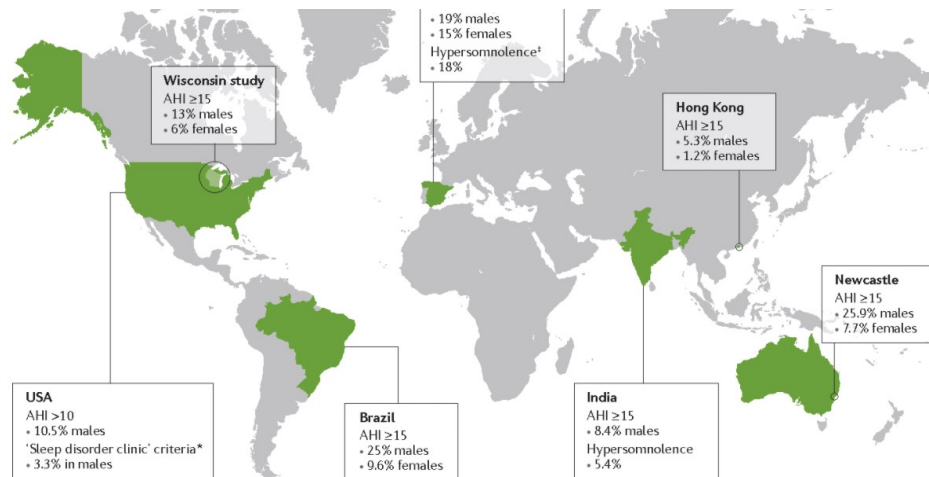 • 19% males
• 15% females
Hypersomnolence‡
• 18%
Wisconsin study
AHI ≥15
• 13% males
• 6% females
Hong Kong
AHI ≥15
• 5.3% males
• 1.2% females
Newcastle
AHI ≥15
• 25.9% males
• 7.7% females
USA
AHI >10
• 10.5% males
‘Sleep disorder clinic’ criteria*
• 3.3% in males
Brazil
AHI ≥15
• 25% males
• 9.6% females
India
AHI ≥15
• 8.4% males
Hypersomnolence
• 5.4%